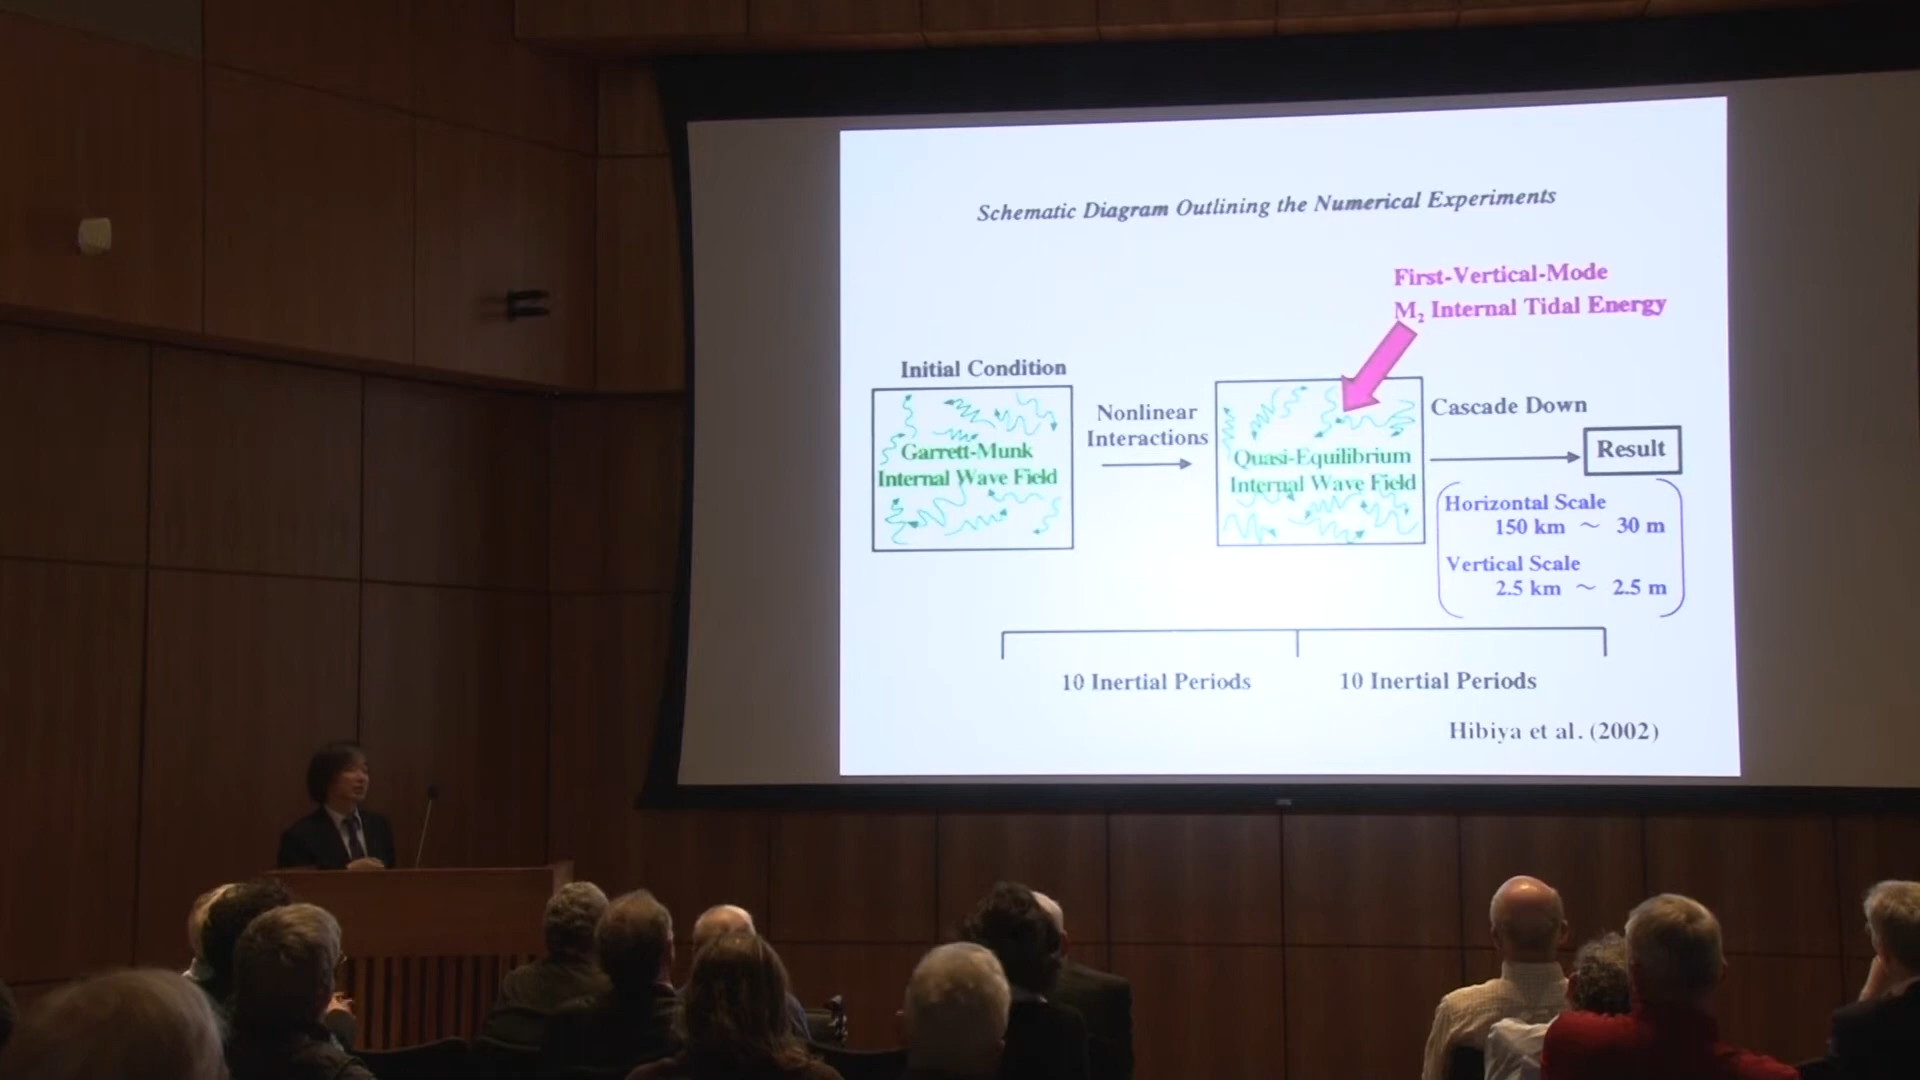 Schematic Diagram Outlining the Numerical Experiments
First-Vertical-Mode
M₂ Internal Tidal Energy
Initial Condition
Garrett-Munk
Internal Wave Field
Nonlinear
Interactions
Quasi-Equilibrium
Internal Wave Field
Cascade Down
Result
Horizontal Scale
150 km ～ 30 m
Vertical Scale
2.5 km ～ 2.5 m
10 Inertial Periods
10 Inertial Periods
Hibiya et al. (2002)